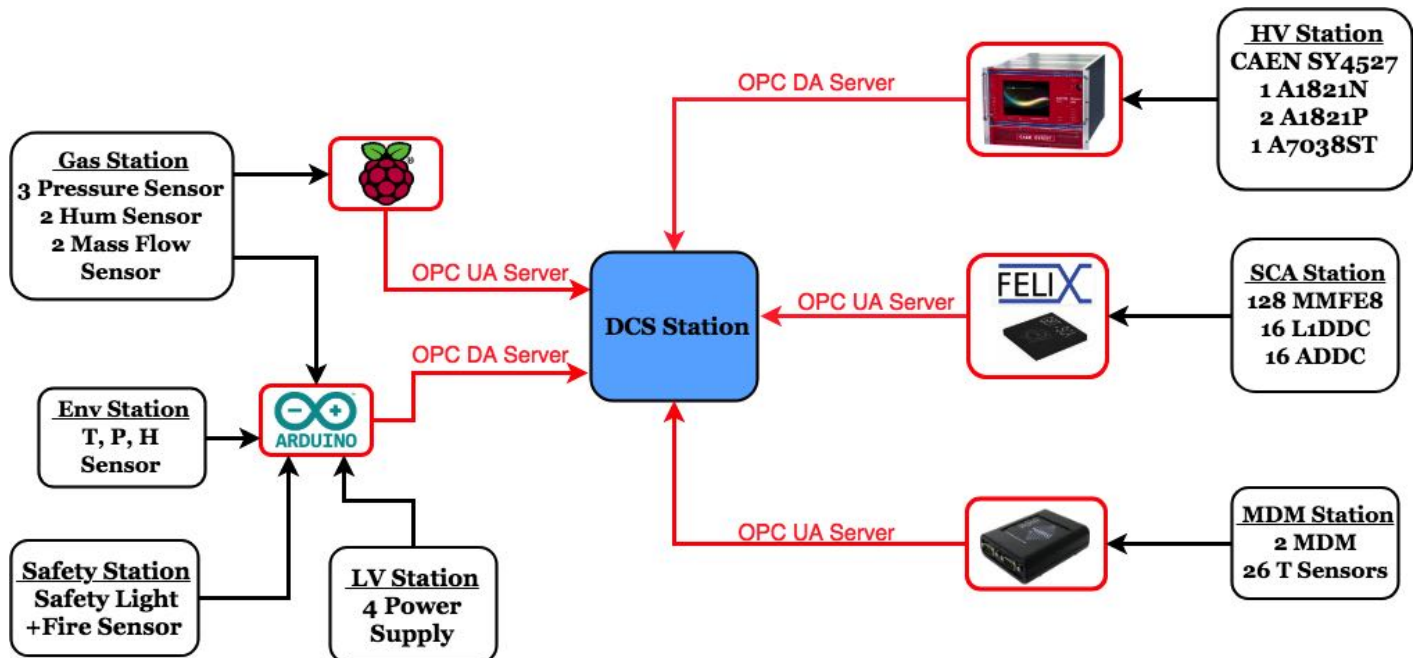 HV Station
CAEN SY4527
1 A1821N
2 A1821P
1 A7038ST
OPC DA Server
Gas Station
3 Pressure Sensor
2 Hum Sensor
2 Mass Flow
Sensor
®
OPC UA Server
DCS Station
OPC UA Server
FELIX
SCA Station
128 MMFE8
16 L1DDC
16 ADDC
OPC DA Server
Env Station
T, P, H
Sensor
ARDUINO
OPC UA Server
MDM Station
2 MDM
26 T Sensors
Safety Station
Safety Light
+Fire Sensor
LV Station
4 Power
Supply